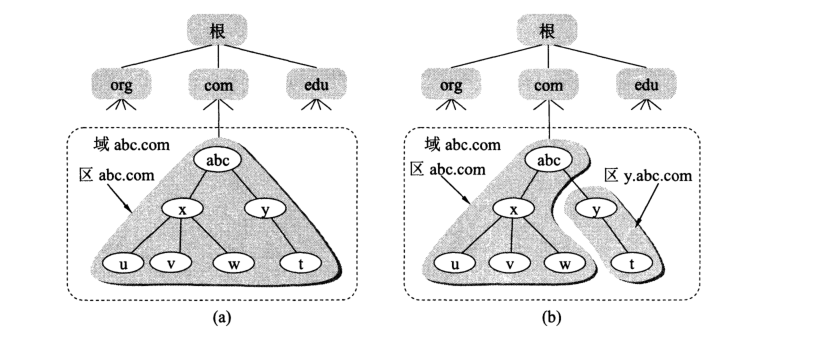 根
org com edu
域 abc.com
区 abc.com
abc
x y
u v w t
(a)
根
org com edu
域 abc.com
区 abc.com
区 y.abc.com
abc
x y
u v w t
(b)